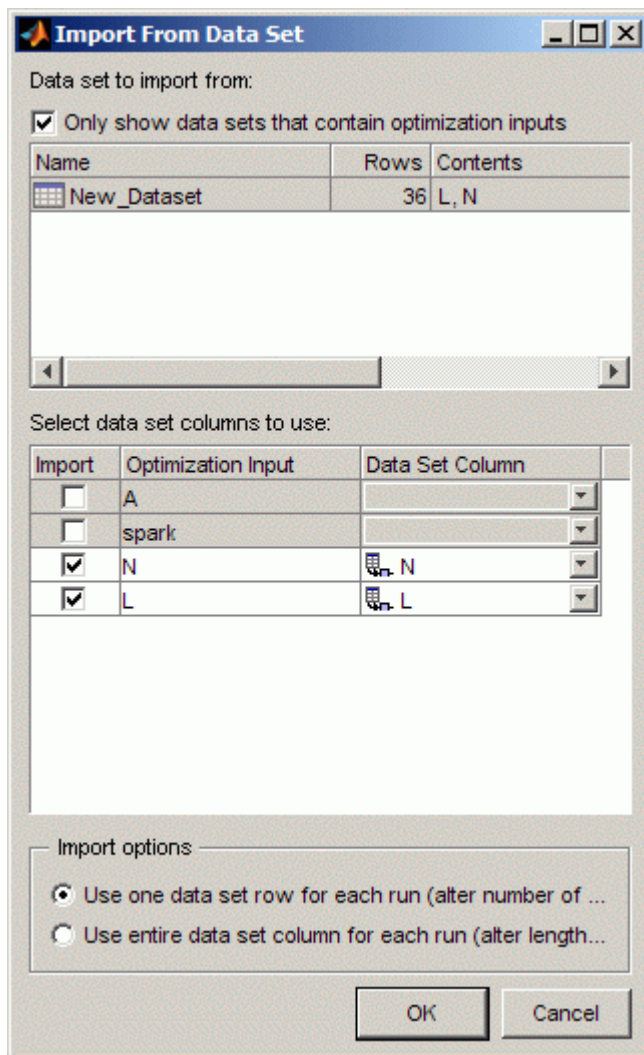 Import From Data Set
Data set to import from:
Only show data sets that contain optimization inputs
Name Rows Contents
New_Dataset 36 L, N
Select data set columns to use:
Import Optimization Input Data Set Column
A
spark
N N
L L
Import options
Use one data set row for each run (alter number of ...
Use entire data set column for each run (alter length...
OK Cancel